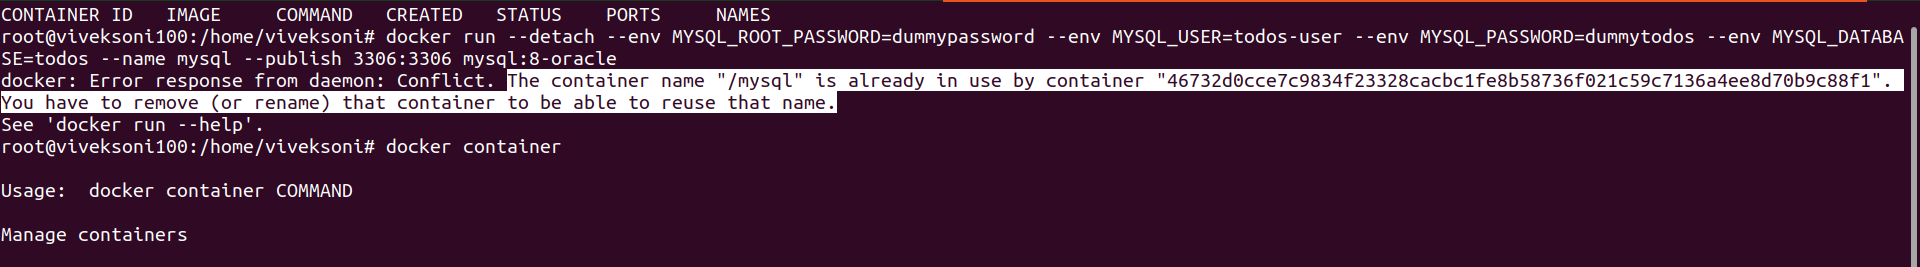 CONTAINER ID   IMAGE     COMMAND   CREATED   STATUS    PORTS     NAMES
root@viveksoni100:/home/viveksoni# docker run --detach --env MYSQL_ROOT_PASSWORD=dummypassword --env MYSQL_USER=todos-user --env MYSQL_PASSWORD=dummytodos --env MYSQL_DATABA
SE=todos --name mysql --publish 3306:3306 mysql:8-oracle
docker: Error response from daemon: Conflict. The container name "/mysql" is already in use by container "46732d0cce7c9834f23328cacbc1fe8b58736f021c59c7136a4ee8d70b9c88f1".
You have to remove (or rename) that container to be able to reuse that name.
See 'docker run --help'.
root@viveksoni100:/home/viveksoni# docker container
Usage:  docker container COMMAND
Manage containers